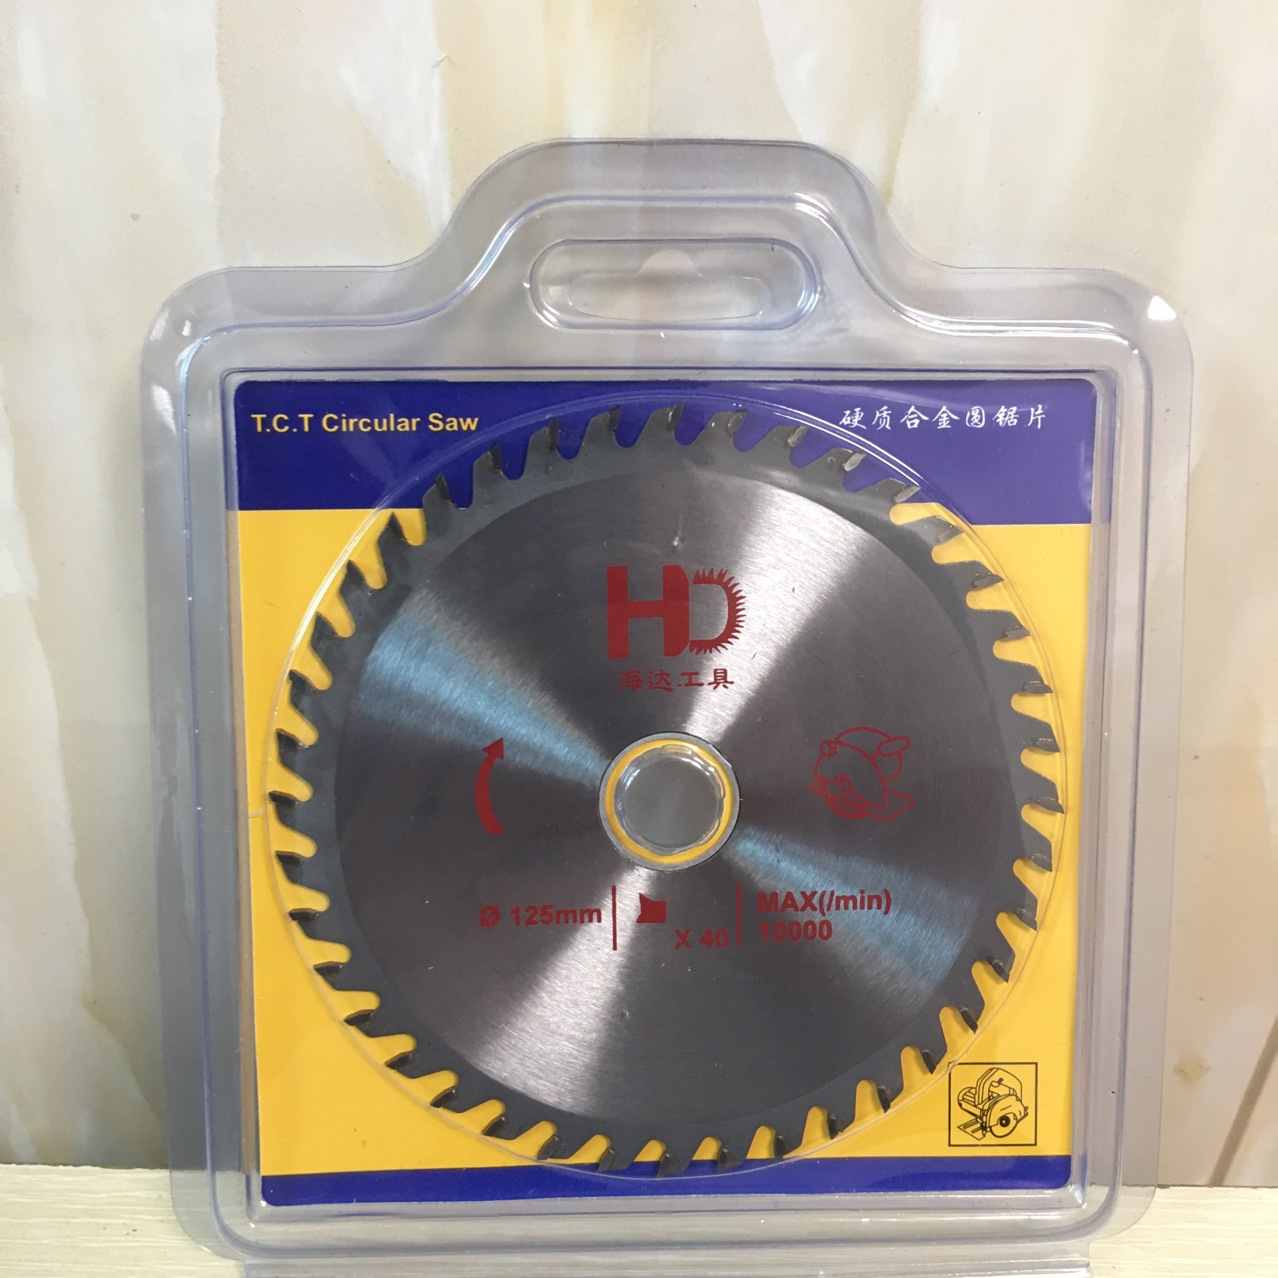 T.C.T Circular Saw
硬质合金圆锯片
HD
海达工具
Ø 125mm
X 40
MAX(/min)
10000